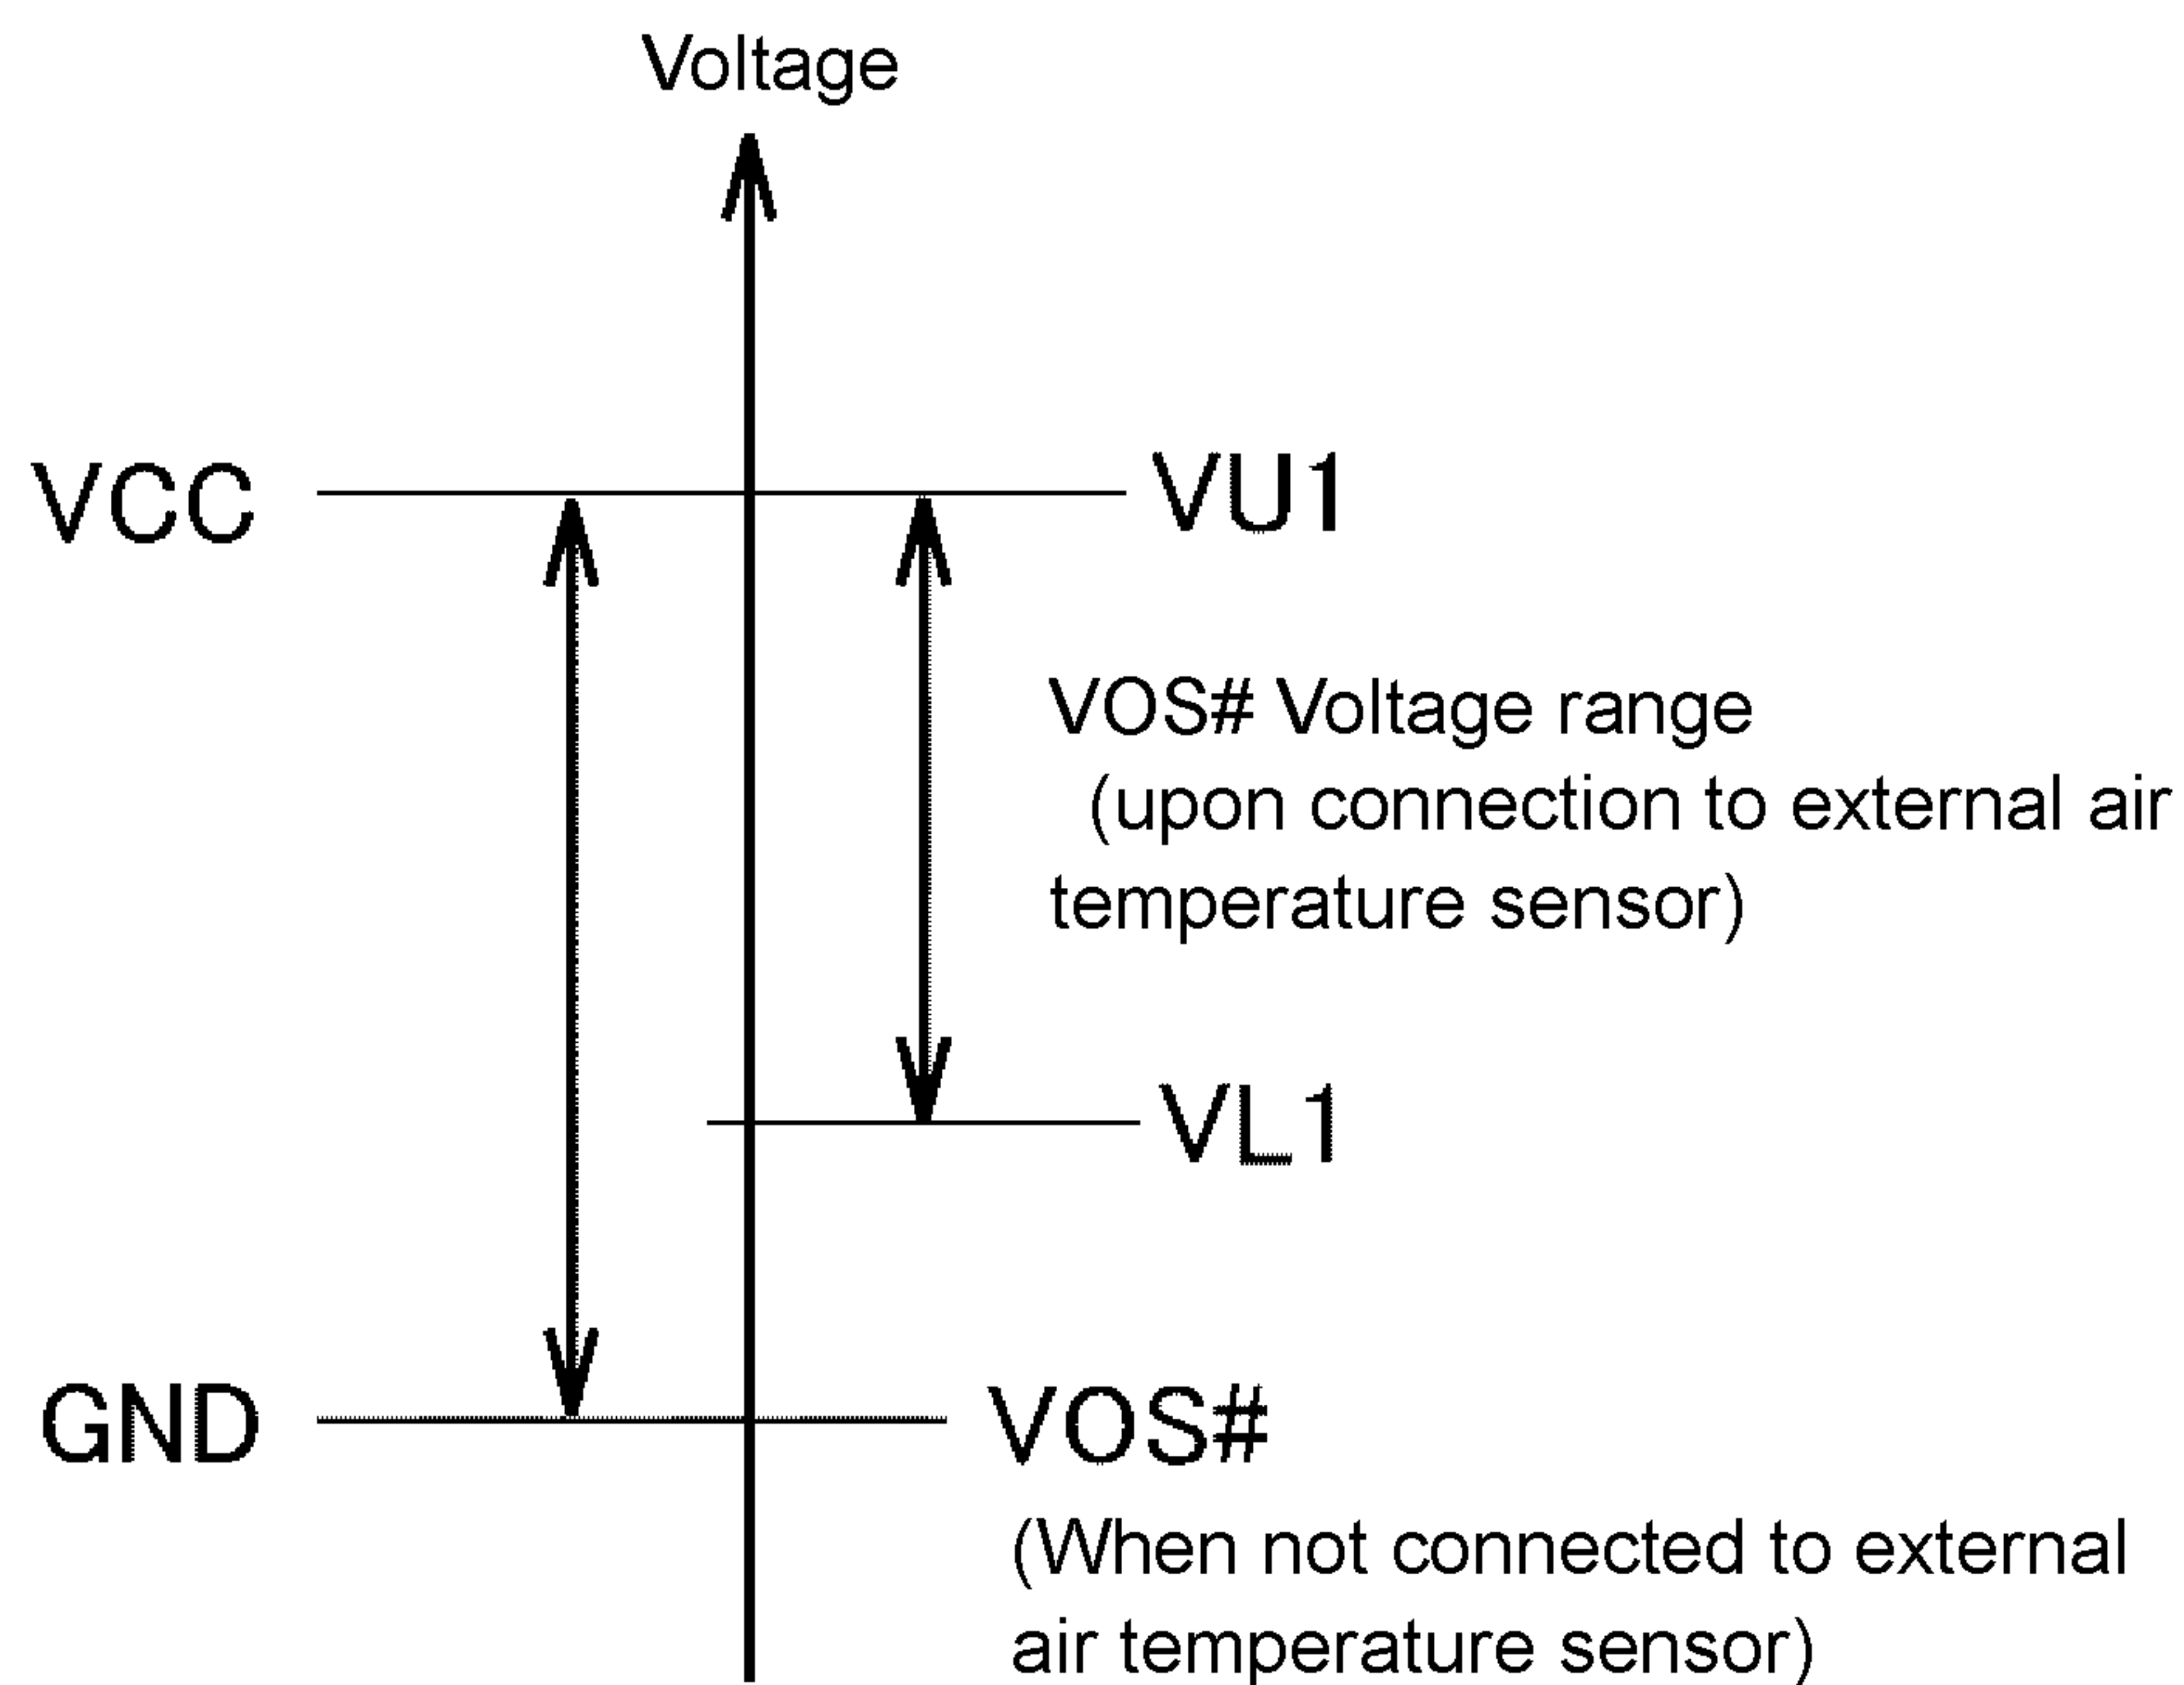 Voltage
VCC
VU1
VOS# Voltage range
(upon connection to external air
temperature sensor)
VL1
GND
VOS#
(When not connected to external
air temperature sensor)